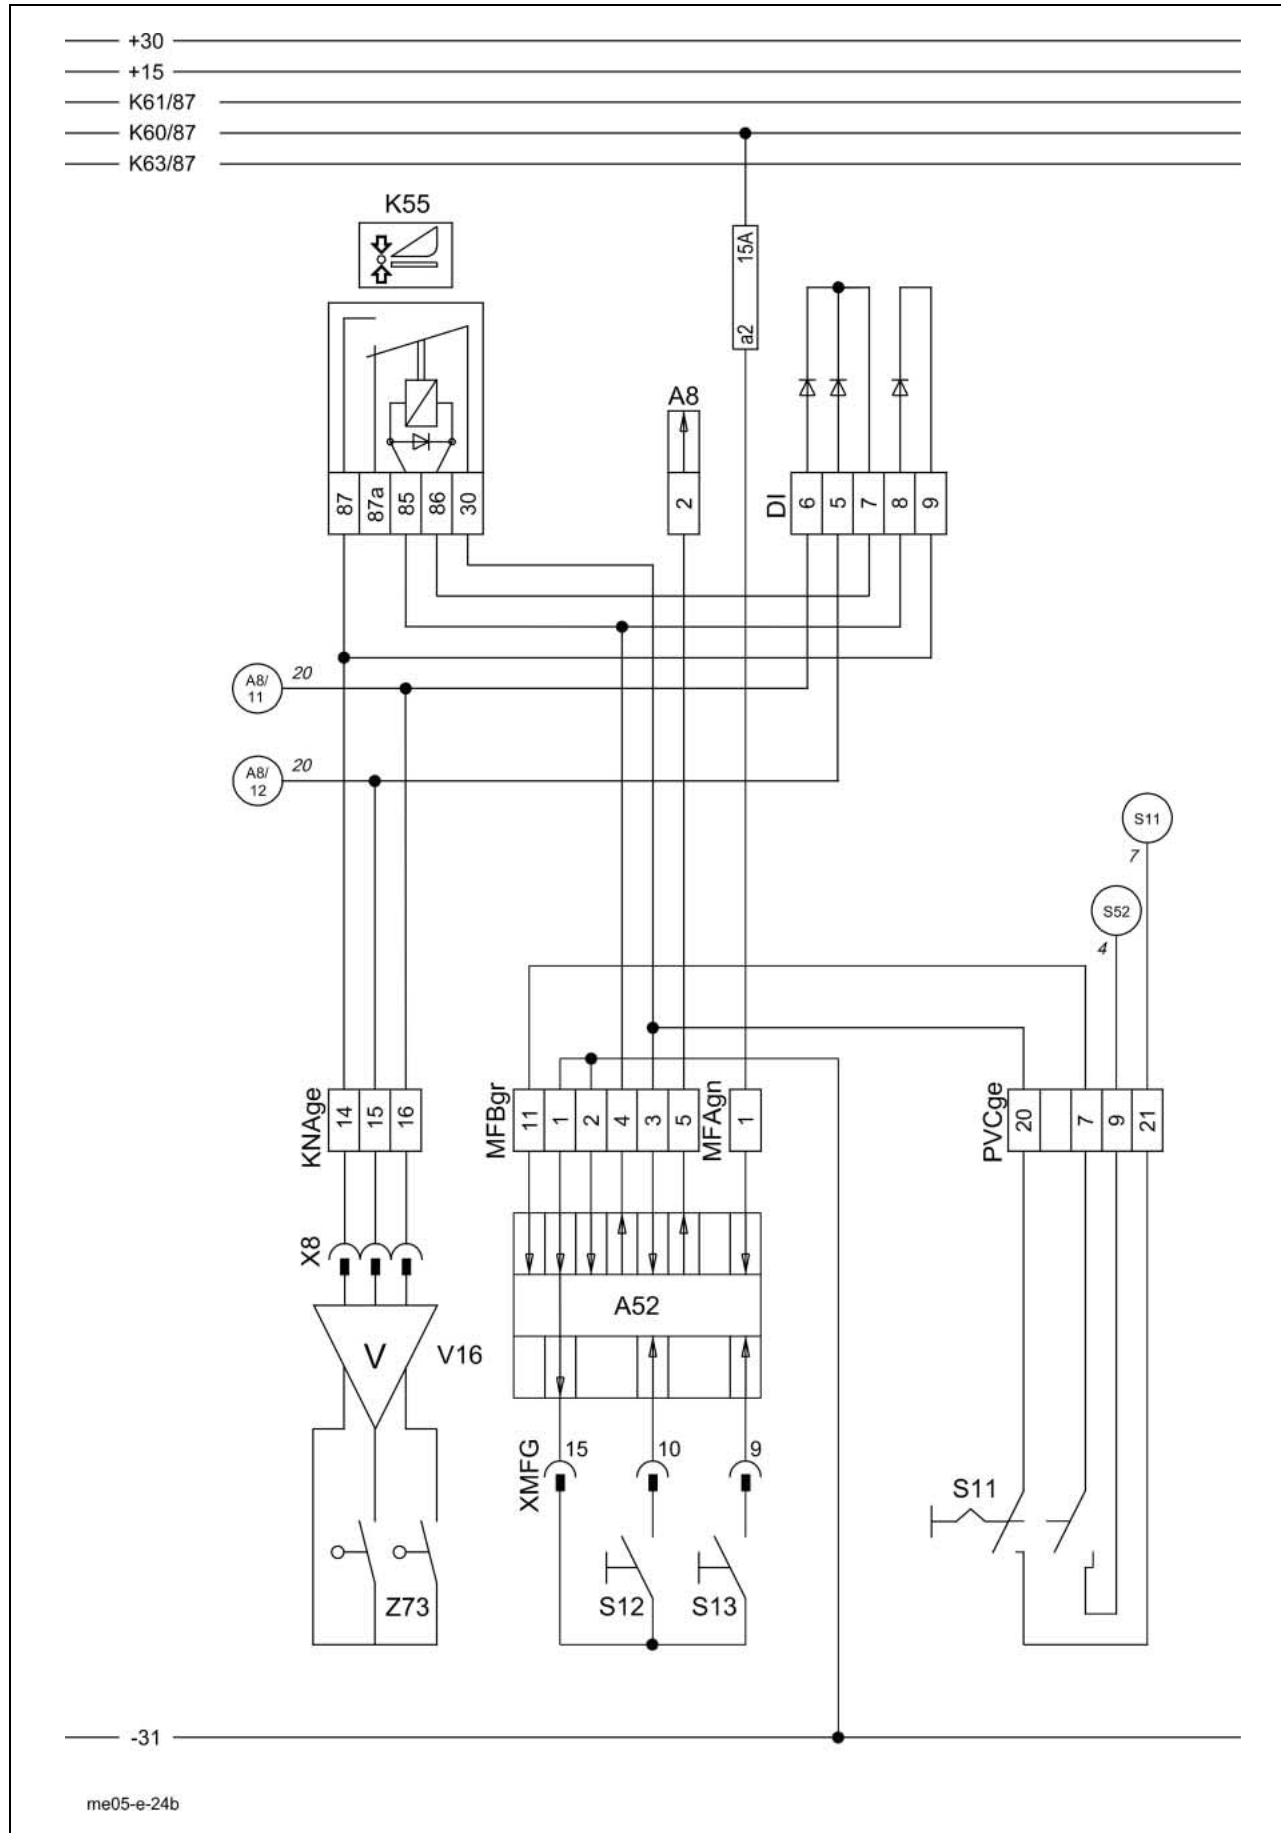 +30
+15
K61/87
K60/87
K63/87
K55
15A
a2
A8
87
87a
85
86
30
2
DI
6
5
7
8
9
A8/
11
20
A8/
12
20
S11
7
S52
4
KNAge
14
15
16
MFBgr
11
1
2
4
3
5
MFAgn
1
PVCge
20
7
9
21
X8
A52
V
V16
XMFG
15
10
9
S11
Z73
S12
S13
-31
me05-e-24b